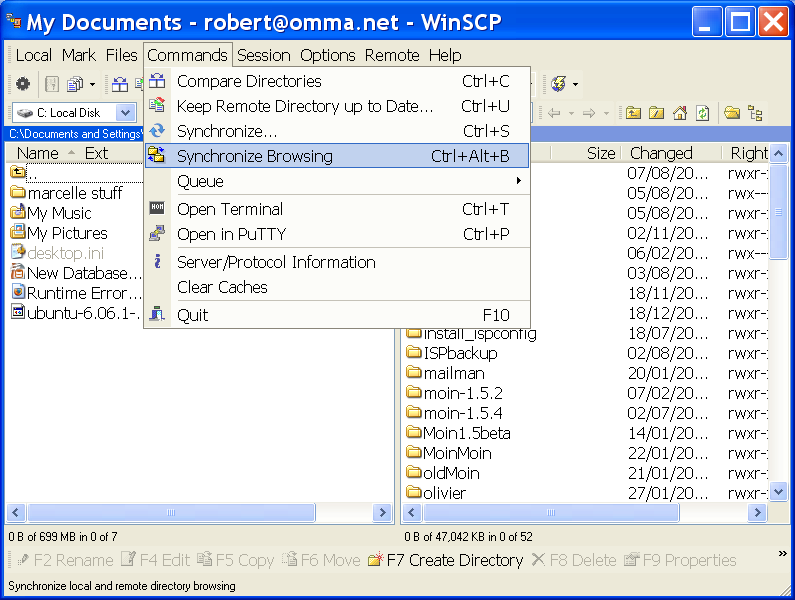 My Documents - robert@omma.net - WinSCP
Local Mark Files Commands Session Options Remote Help
Compare Directories Ctrl+C
Keep Remote Directory up to Date... Ctrl+U
C: Local Disk
Synchronize... Ctrl+S
C:\Documents and Settings\
Name Ext
Synchronize Browsing Ctrl+Alt+B
Size Changed Right
Queue
..
07/08/20... rwxr-
marcelle stuff
05/08/20... rwx--
My Music
Open Terminal Ctrl+T
05/08/20... rwxr-
My Pictures
Open in PuTTY Ctrl+P
02/11/20... rwxr-
desktop.ini
06/02/20... rwx--
Server/Protocol Information
New Database...
03/08/20... rwxr-
Clear Caches
Runtime Error...
18/11/20... rwxr-
ubuntu-6.06.1-...
Quit F10
18/12/20... rwxr-
install_ispconfig 18/07/20... rwxr-
ISPbackup 02/08/20... rwxr-
mailman 20/01/20... rwxr-
moin-1.5.2 07/02/20... rwxr-
moin-1.5.4 02/07/20... rwxr-
Moin1.5beta 14/01/20... rwxr-
MoinMoin 22/01/20... rwxr-
oldMoin 21/01/20... rwxr-
olivier 27/01/20... rwxr-
0 B of 699 MB in 0 of 7 0 B of 47,042 KB in 0 of 52
F2 Rename F4 Edit F5 Copy F6 Move F7 Create Directory F8 Delete F9 Properties »
Synchronize local and remote directory browsing